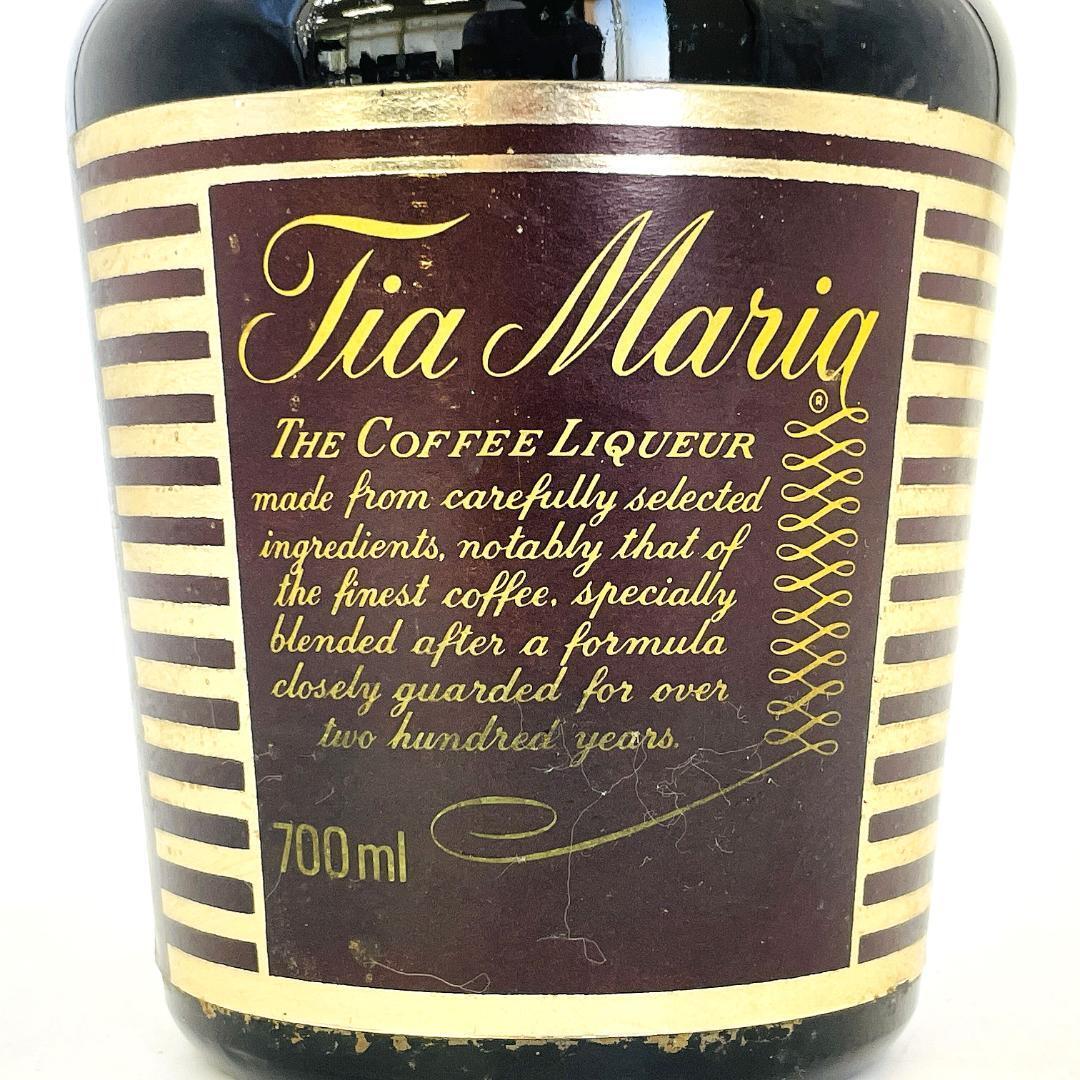 Tia Maria
®
THE COFFEE LIQUEUR
made from carefully selected
ingredients, notably that of
the finest coffee, specially
blended after a formula
closely guarded for over
two hundred years.
700ml